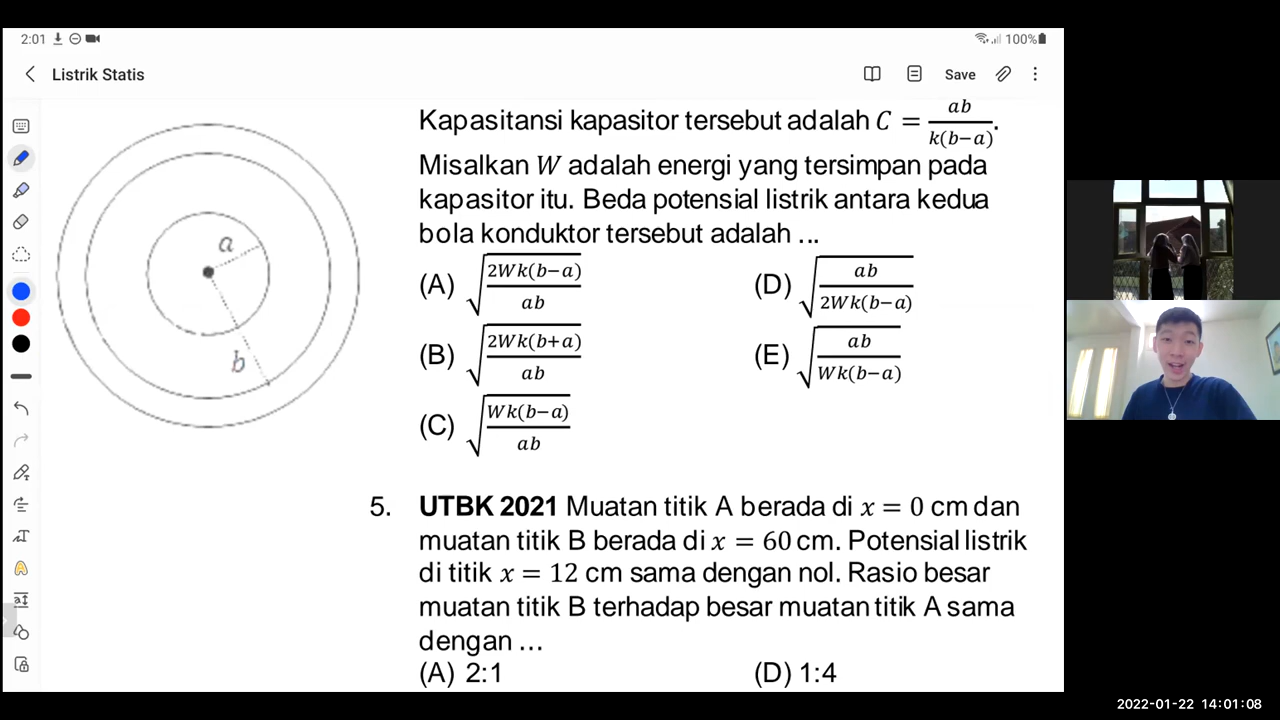 2:01
100%
Listrik Statis
Save
Kapasitansi kapasitor tersebut adalah C = ab/k(b−a).
Misalkan W adalah energi yang tersimpan pada
kapasitor itu. Beda potensial listrik antara kedua
bola konduktor tersebut adalah ...
(A) √(2Wk(b−a)/ab)
(D) √(ab/2Wk(b−a))
(B) √(2Wk(b+a)/ab)
(E) √(ab/Wk(b−a))
(C) √(Wk(b−a)/ab)
a
b
5. UTBK 2021 Muatan titik A berada di x = 0 cm dan
muatan titik B berada di x = 60 cm. Potensial listrik
di titik x = 12 cm sama dengan nol. Rasio besar
muatan titik B terhadap besar muatan titik A sama
dengan ...
(A) 2:1
(D) 1:4
2022-01-22 14:01:08